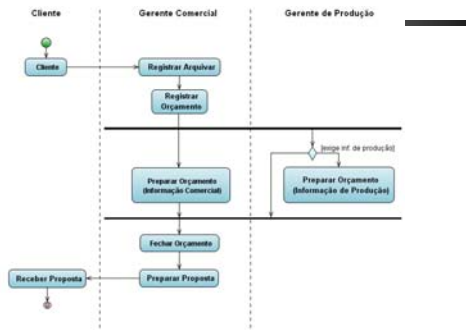 Cliente
Gerente Comercial
Gerente de Produção
Cliente
Registrar Arquivar
Registrar
Orçamento
[exige inf. de produção]
Preparar Orçamento
(Informação Comercial)
Preparar Orçamento
(Informação de Produção)
Fechar Orçamento
Receber Proposta
Preparar Proposta